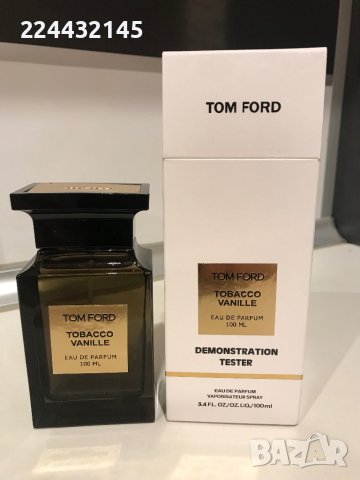 224432145
TOM FORD
TOM FORD
TOBACCO
VANILLE
EAU DE PARFUM
100 ML
TOM FORD
TOBACCO
VANILLE
EAU DE PARFUM
100 ML
DEMONSTRATION
TESTER
EAU DE PARFUM
VAPORISATEUR SPRAY
3.4 FL. OZ/OZ. LIQ./100ml
BAZAR